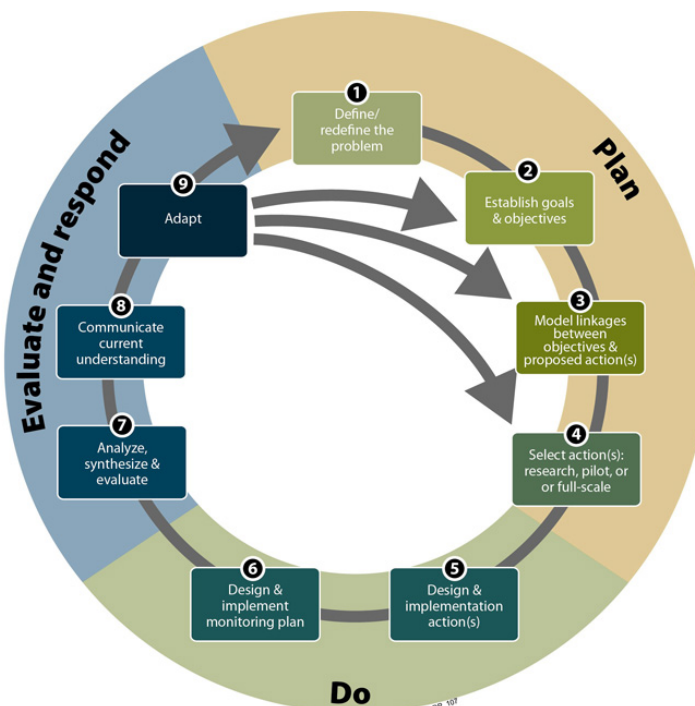 1
Define/
redefine the
problem
2
Establish goals
& objectives
3
Model linkages
between
objectives &
proposed action(s)
4
Select action(s):
research, pilot, or
or full-scale
5
Design &
implementation
action(s)
6
Design &
implement
monitoring plan
7
Analyze,
synthesize &
evaluate
8
Communicate
current
understanding
9
Adapt
Plan
Do
Evaluate and respond